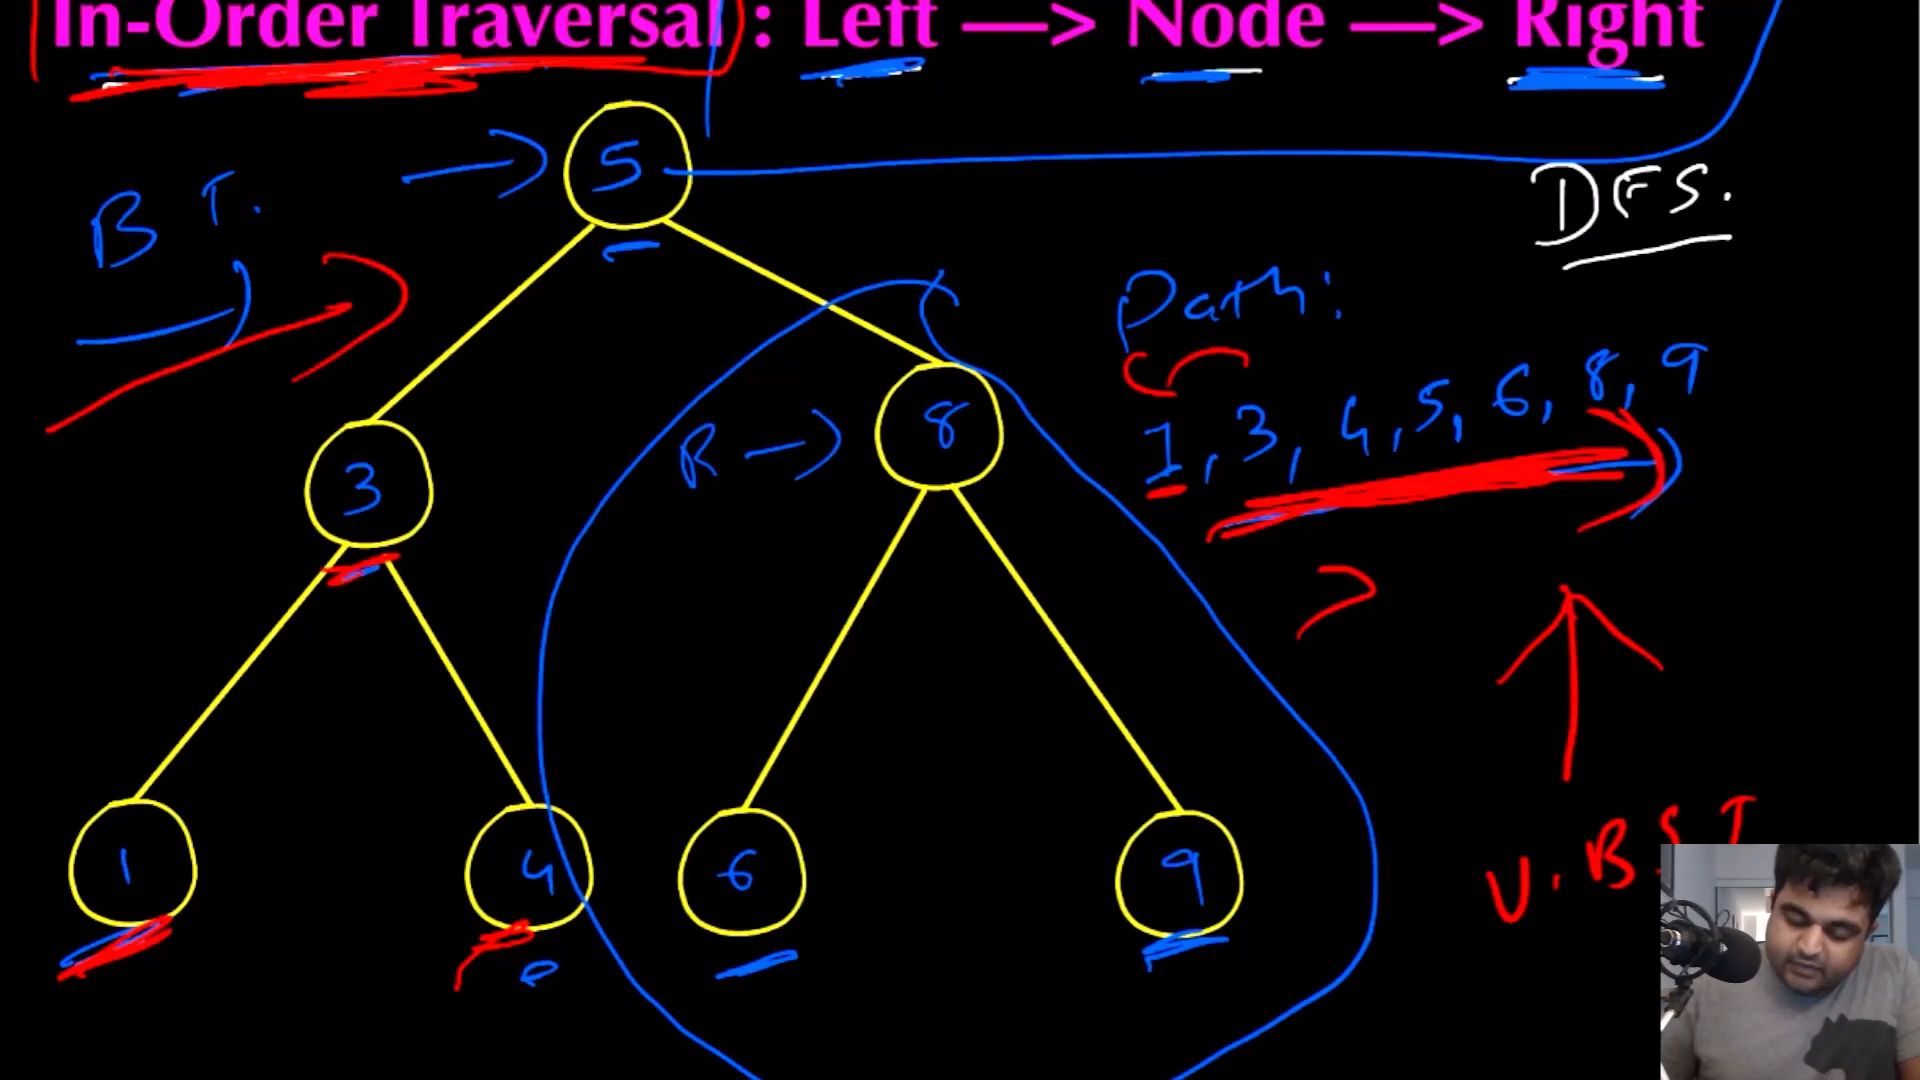 In-Order Traversal : Left —> Node —> Right
5
B T.
DFS.
Path:
R
8
1, 3, 4, 5, 6, 8, 9
3
V. B. S T
1
4
6
9